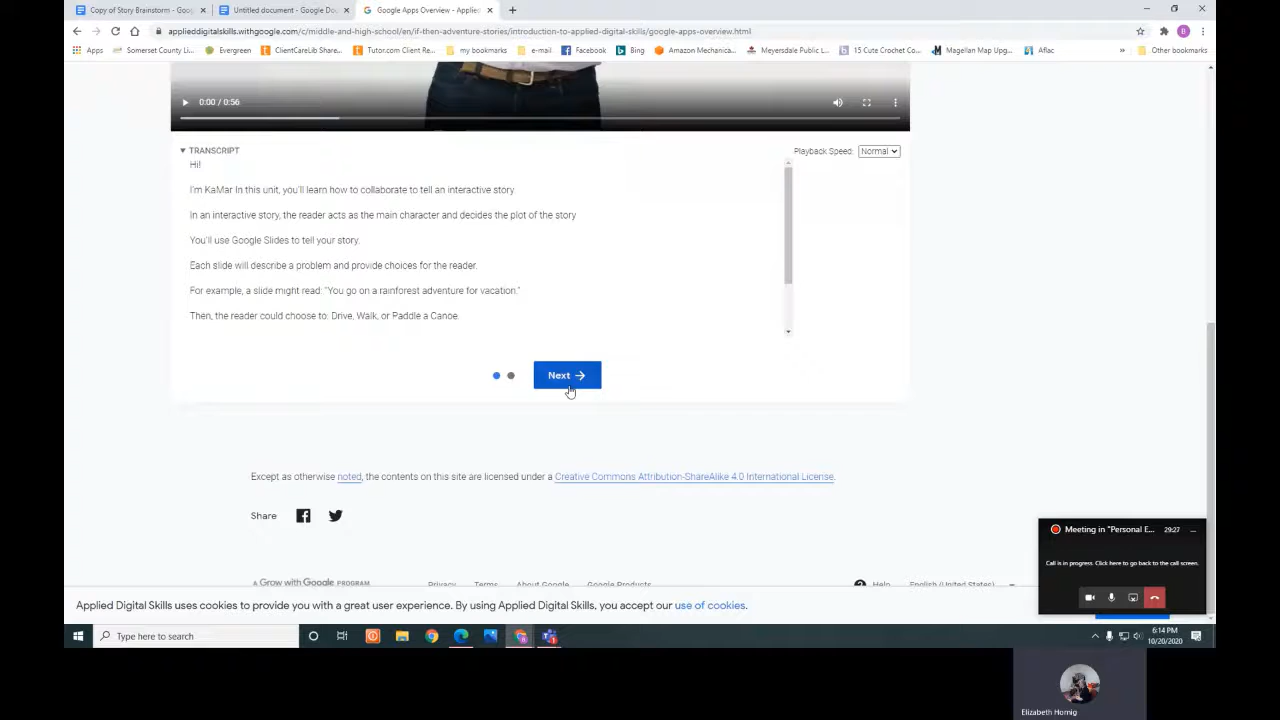 Copy of Story Brainstorm - Goog
Untitled document - Google Do
Google Apps Overview - Applied
applieddigitalskills.withgoogle.com/c/middle-and-high-school/en/if-then-adventure-stories/introduction-to-applied-digital-skills/google-apps-overview.html
Apps Somerset County Li... Evergreen ClientCareLib Share... Tutor.com Client Re... my bookmarks e-mail Facebook Bing Amazon Mechanica... Meyersdale Public L... 15 Cute Crochet Co... Magellan Map Upg... Aflac » Other bookmarks
0:00 / 0:56
TRANSCRIPT
Playback Speed: Normal
Hi!
I'm KaMar In this unit, you'll learn how to collaborate to tell an interactive story
In an interactive story, the reader acts as the main character and decides the plot of the story
You'll use Google Slides to tell your story.
Each slide will describe a problem and provide choices for the reader.
For example, a slide might read: "You go on a rainforest adventure for vacation."
Then, the reader could choose to: Drive, Walk, or Paddle a Canoe.
Next
Except as otherwise noted, the contents on this site are licensed under a Creative Commons Attribution-ShareAlike 4.0 International License.
Share
Meeting in "Personal E... 29:27
Call is in progress. Click here to go back to the call screen.
A Grow with Google PROGRAM Privacy Terms About Google Google Products Help English (United States)
Applied Digital Skills uses cookies to provide you with a great user experience. By using Applied Digital Skills, you accept our use of cookies.
Type here to search
6:14 PM
10/20/2020
Elizabeth Hornig